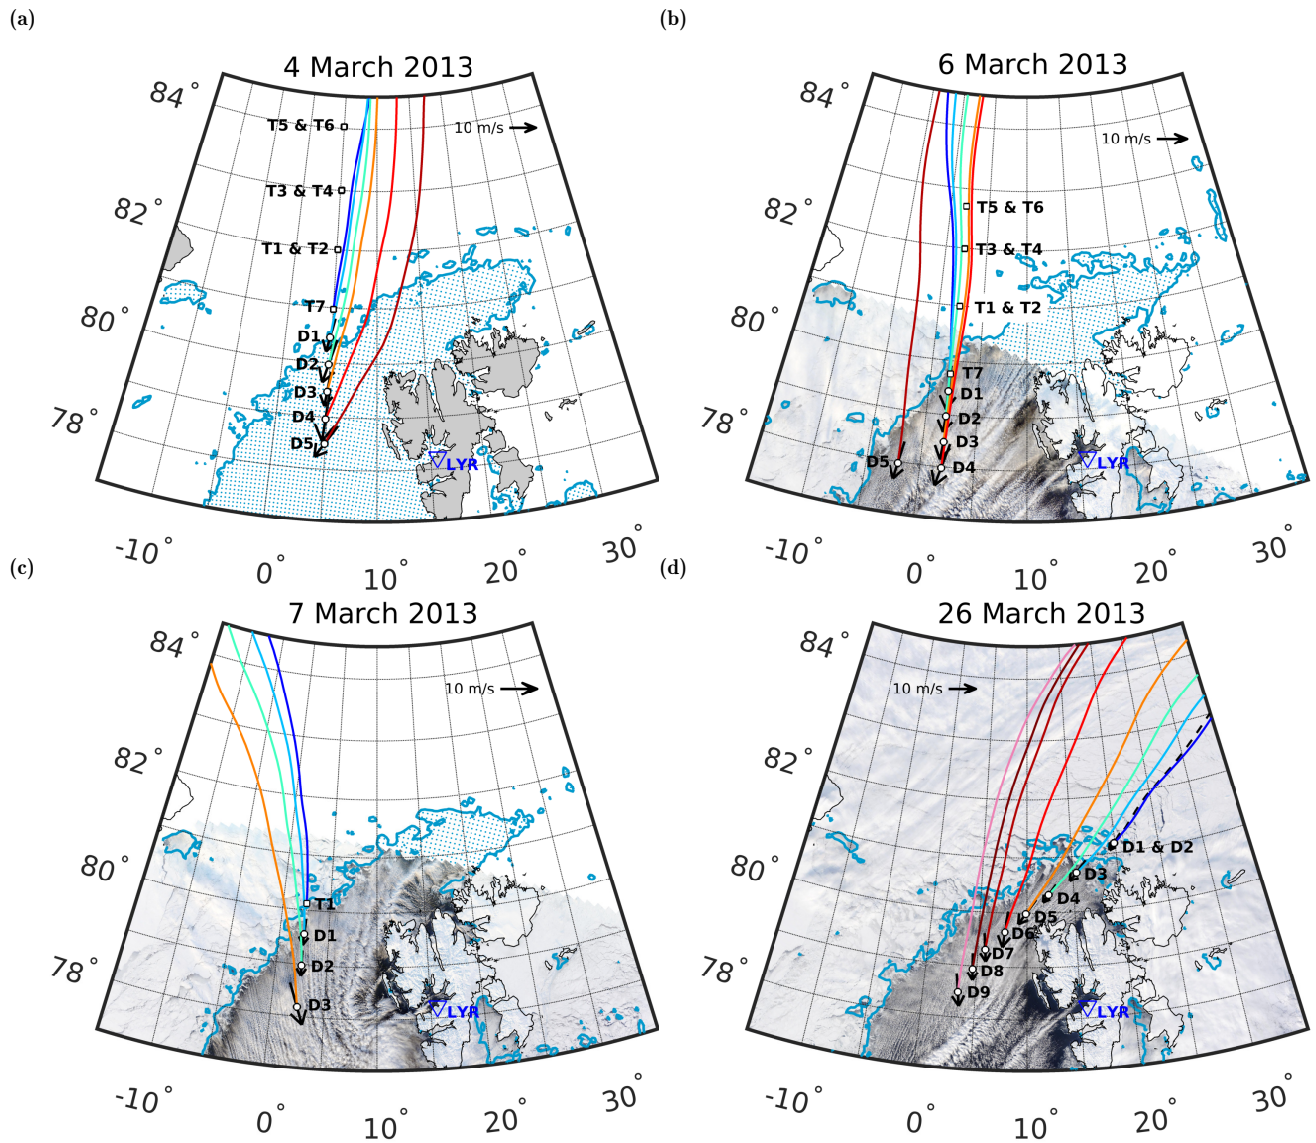 (a)
4 March 2013
84°
82°
80°
78°
-10°
0°
10°
20°
30°
10 m/s
T5 & T6
T3 & T4
T1 & T2
T7
D1
D2
D3
D4
D5
LYR
(b)
6 March 2013
84°
82°
80°
78°
-10°
0°
10°
20°
30°
10 m/s
T5 & T6
T3 & T4
T1 & T2
T7
D1
D2
D3
D5
D4
LYR
(c)
7 March 2013
84°
82°
80°
78°
-10°
0°
10°
20°
30°
10 m/s
T1
D1
D2
D3
LYR
(d)
26 March 2013
84°
82°
80°
78°
-10°
0°
10°
20°
30°
10 m/s
D1 & D2
D3
D4
D5
D6
D7
D8
D9
LYR